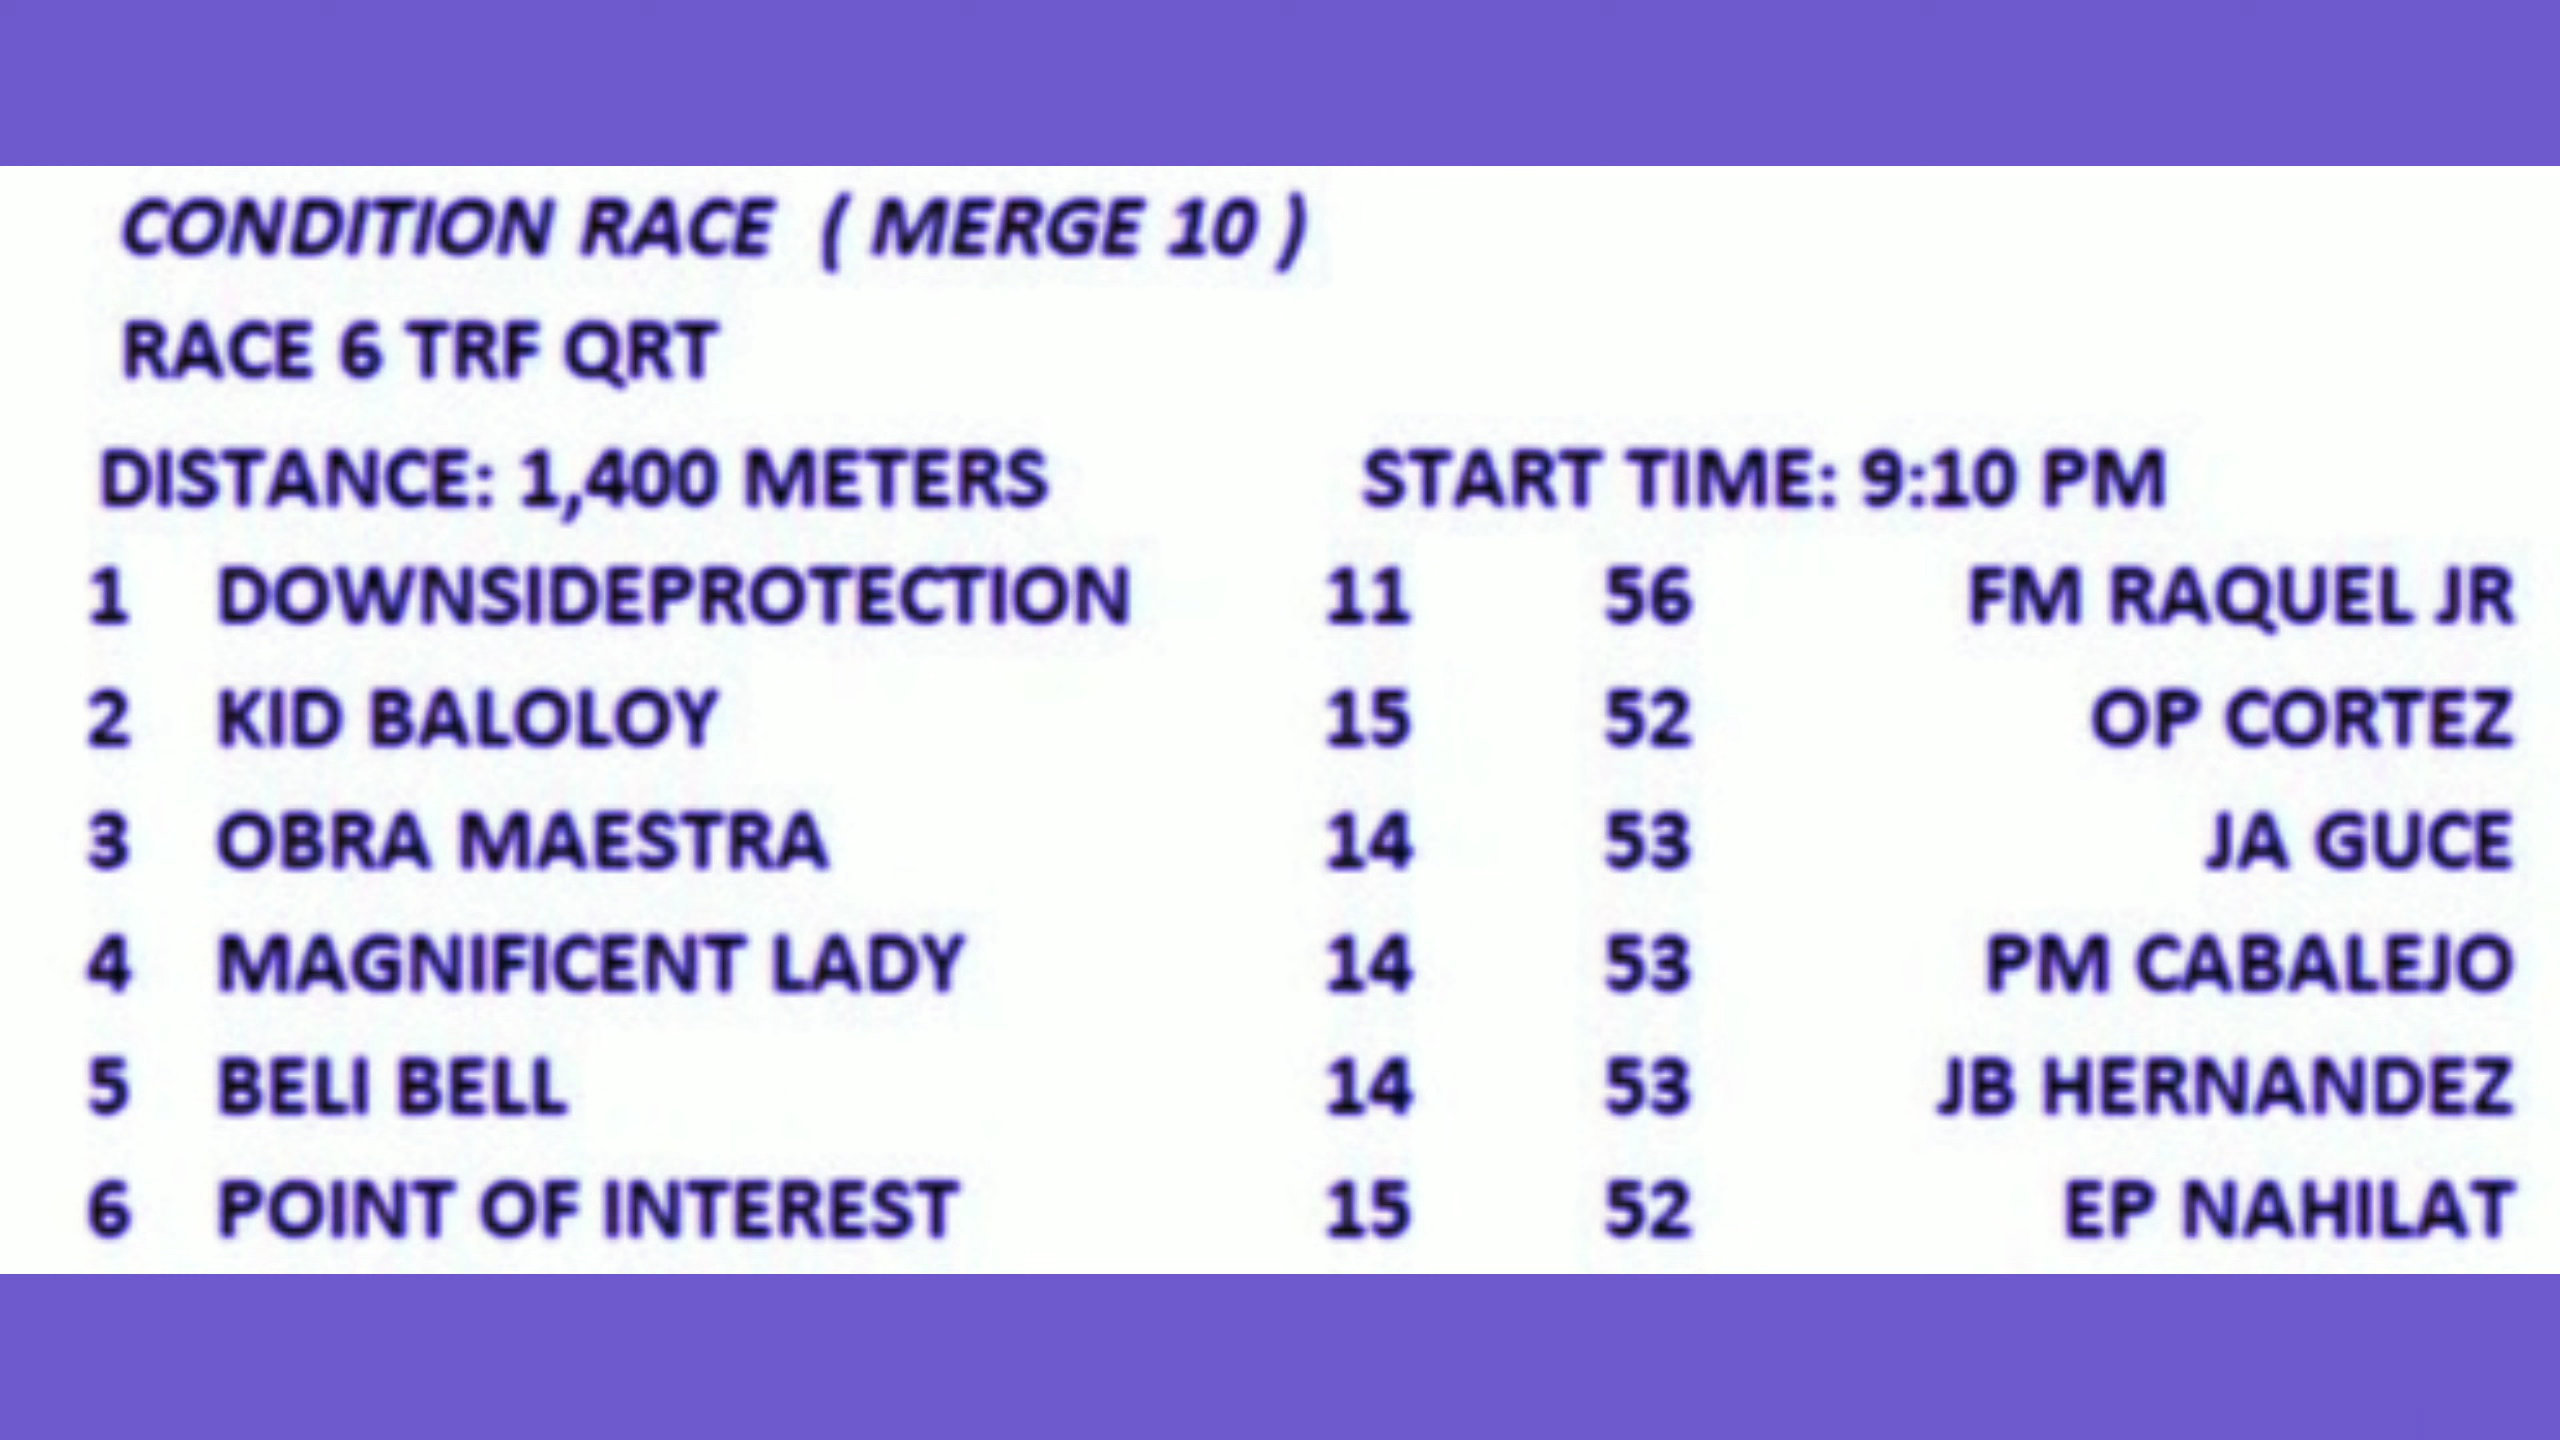 CONDITION RACE ( MERGE 10 )
RACE 6 TRF QRT
DISTANCE: 1,400 METERS START TIME: 9:10 PM
1 DOWNSIDEPROTECTION 11 56 FM RAQUEL JR
2 KID BALOLOY 15 52 OP CORTEZ
3 OBRA MAESTRA 14 53 JA GUCE
4 MAGNIFICENT LADY 14 53 PM CABALEJO
5 BELI BELL 14 53 JB HERNANDEZ
6 POINT OF INTEREST 15 52 EP NAHILAT